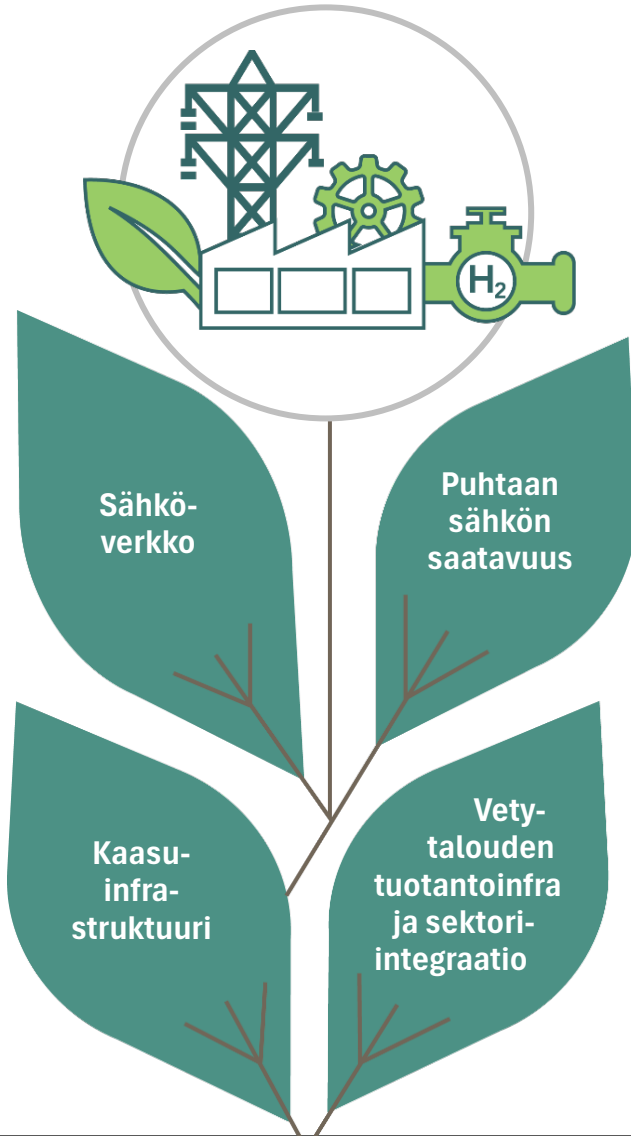 H₂
Sähkö-
verkko
Puhtaan
sähkön
saatavuus
Kaasu-
infra-
struktuuri
Vety-
talouden
tuotantoinfra
ja sektori-
integraatio